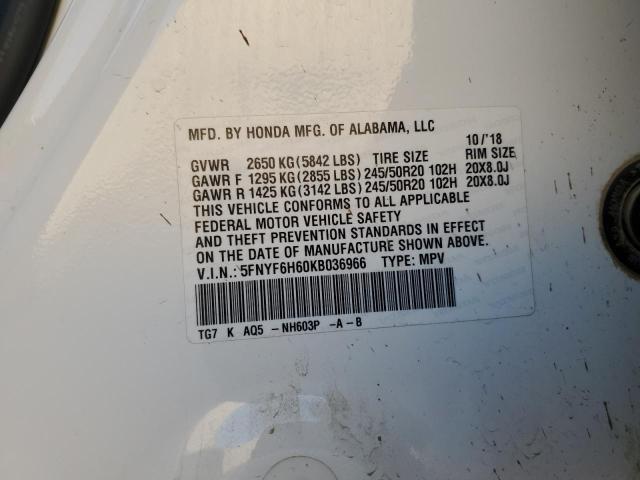 MFD. BY HONDA MFG. OF ALABAMA, LLC
10/'18
GVWR 2650 KG(5842 LBS) TIRE SIZE RIM SIZE
GAWR F 1295 KG(2855 LBS)245/50R20 102H 20X8.0J
GAWR R 1425 KG(3142 LBS)245/50R20 102H 20X8.0J
THIS VEHICLE CONFORMS TO ALL APPLICABLE
FEDERAL MOTOR VEHICLE SAFETY
AND THEFT PREVENTION STANDARDS IN EFFECT
ON THE DATE OF MANUFACTURE SHOWN ABOVE.
V.I.N.: 5FNYF6H60KB036966 TYPE: MPV
TG7 K AQ5 -NH603P -A-B